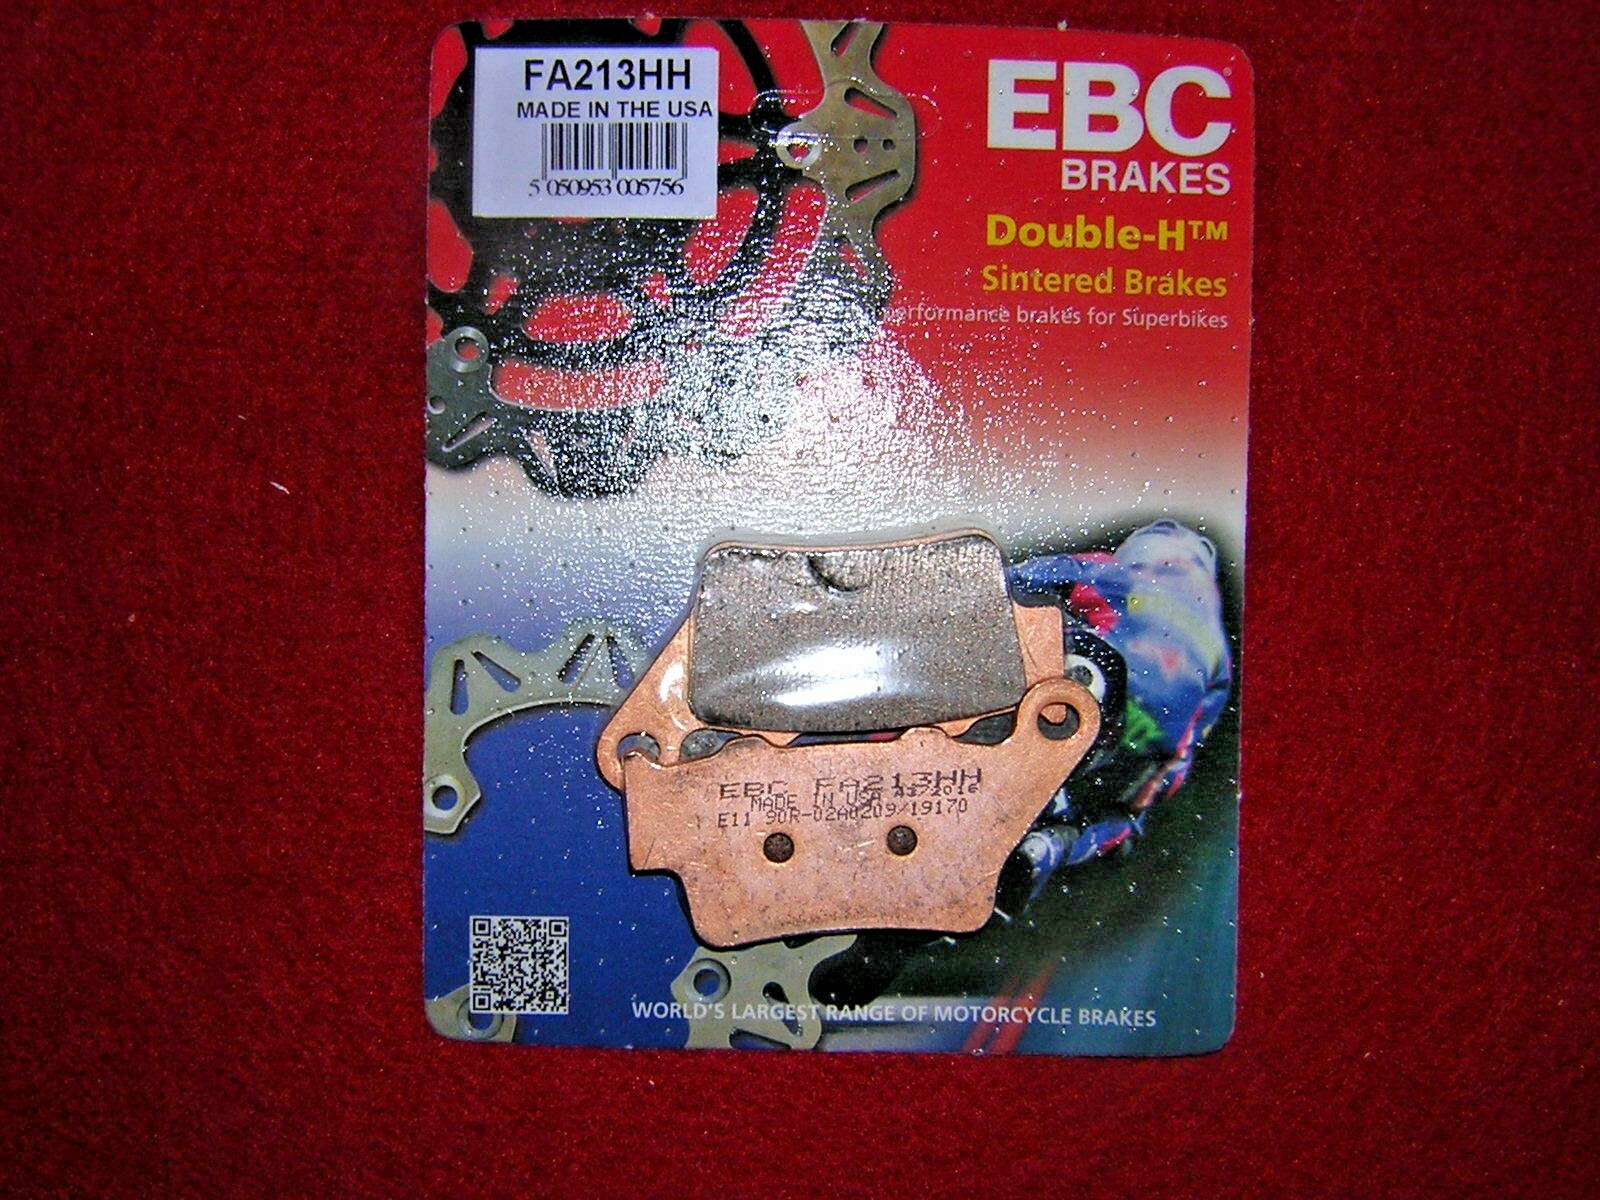 FA213HH
MADE IN THE USA
5 050953 005756
EBC
BRAKES
Double-H™
Sintered Brakes
performance brakes for Superbikes
EBC FA213HH
MADE IN USA
E11 90R-02A0209/19170
WORLD'S LARGEST RANGE OF MOTORCYCLE BRAKES